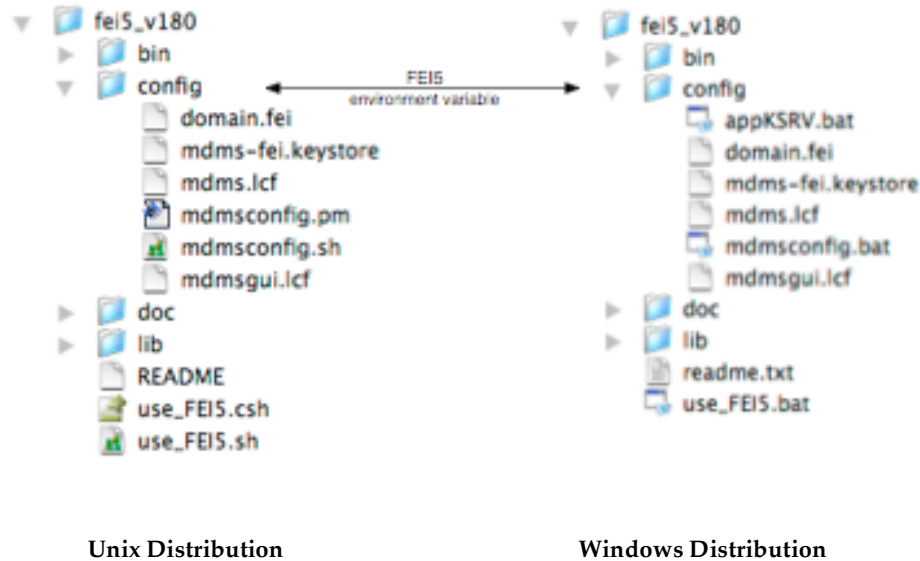 fei5_v180
bin
config
domain.fei
mdms-fei.keystore
mdms.lcf
mdmsconfig.pm
mdmsconfig.sh
mdmsgui.lcf
doc
lib
README
use_FEI5.csh
use_FEI5.sh
FEI5
environment variable
fei5_v180
bin
config
appKSRV.bat
domain.fei
mdms-fei.keystore
mdms.lcf
mdmsconfig.bat
mdmsgui.lcf
doc
lib
readme.txt
use_FEI5.bat
Unix Distribution
Windows Distribution